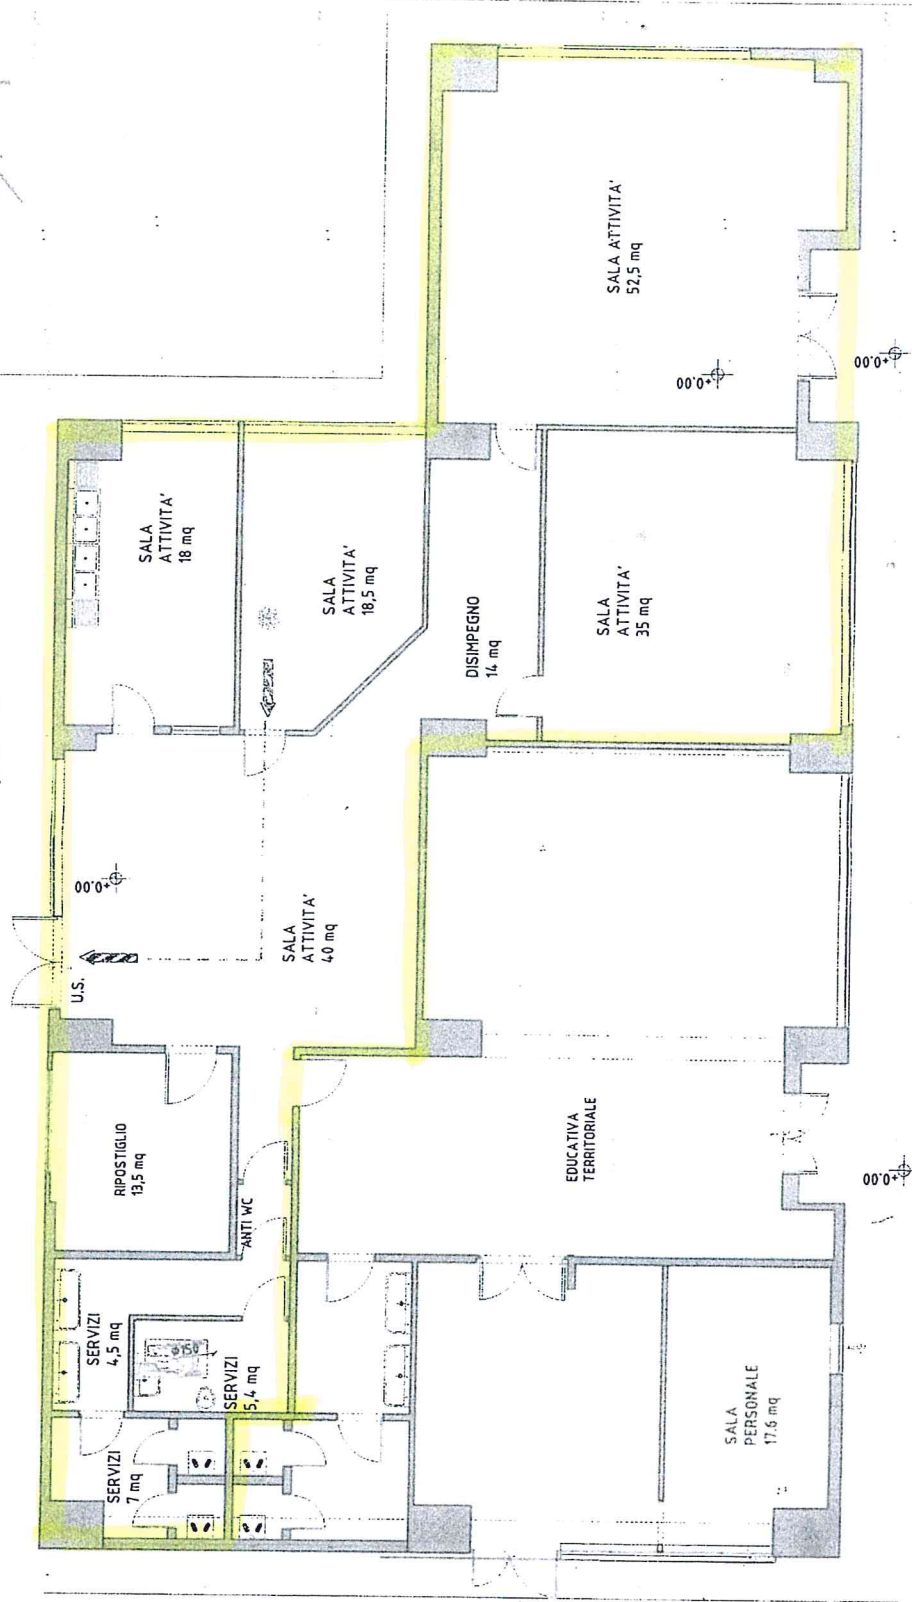 SALA ATTIVITA'
52,5 mq
+0.00
+0.00
SALA
ATTIVITA'
18 mq
SALA
ATTIVITA'
18,5 mq
DISIMPEGNO
14 mq
SALA
ATTIVITA'
35 mq
+0.00
U.S.
SALA
ATTIVITA'
40 mq
RIPOSTIGLIO
13,5 mq
ANTI WC
EDUCATIVA
TERRITORIALE
+0.00
SERVIZI
4,5 mq
Ø150
SERVIZI
5,4 mq
SERVIZI
7 mq
SALA
PERSONALE
17.6 mq